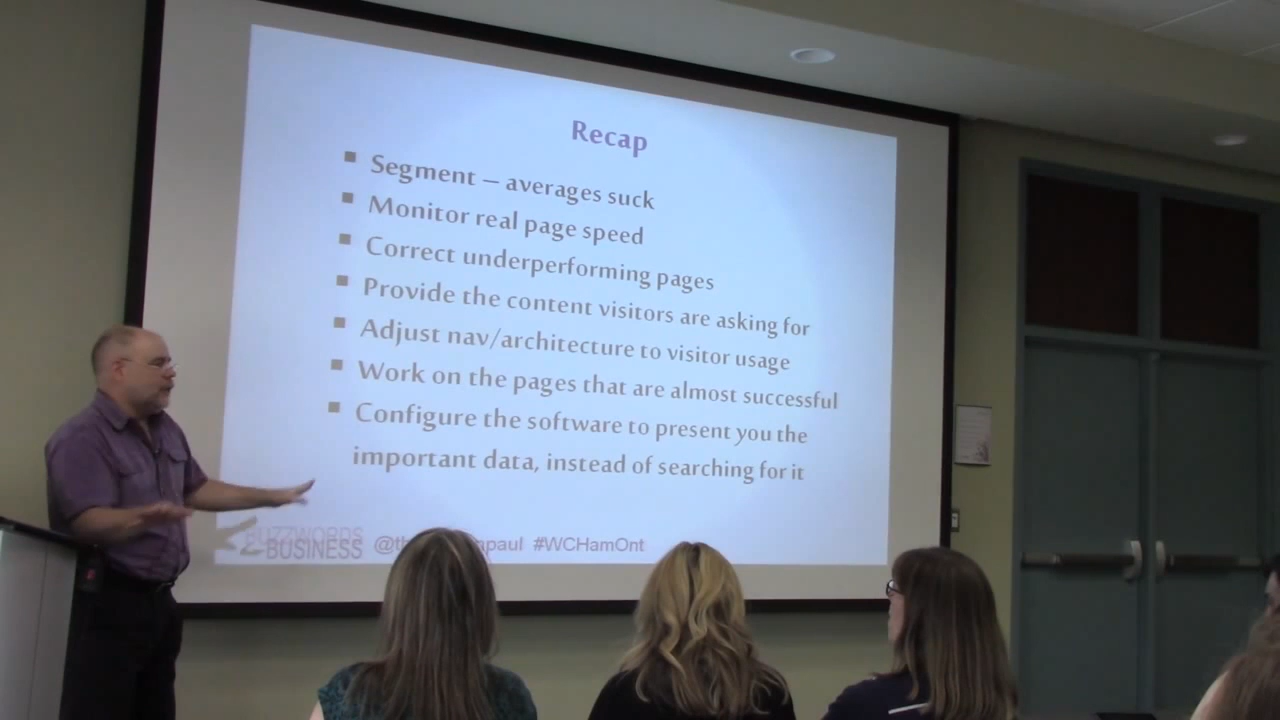 Recap
▪ Segment – averages suck
▪ Monitor real page speed
▪ Correct underperforming pages
▪ Provide the content visitors are asking for
▪ Adjust nav/architecture to visitor usage
▪ Work on the pages that are almost successful
▪ Configure the software to present you the
important data, instead of searching for it
BUZZWORDS
2 BUSINESS #WCHamOnt